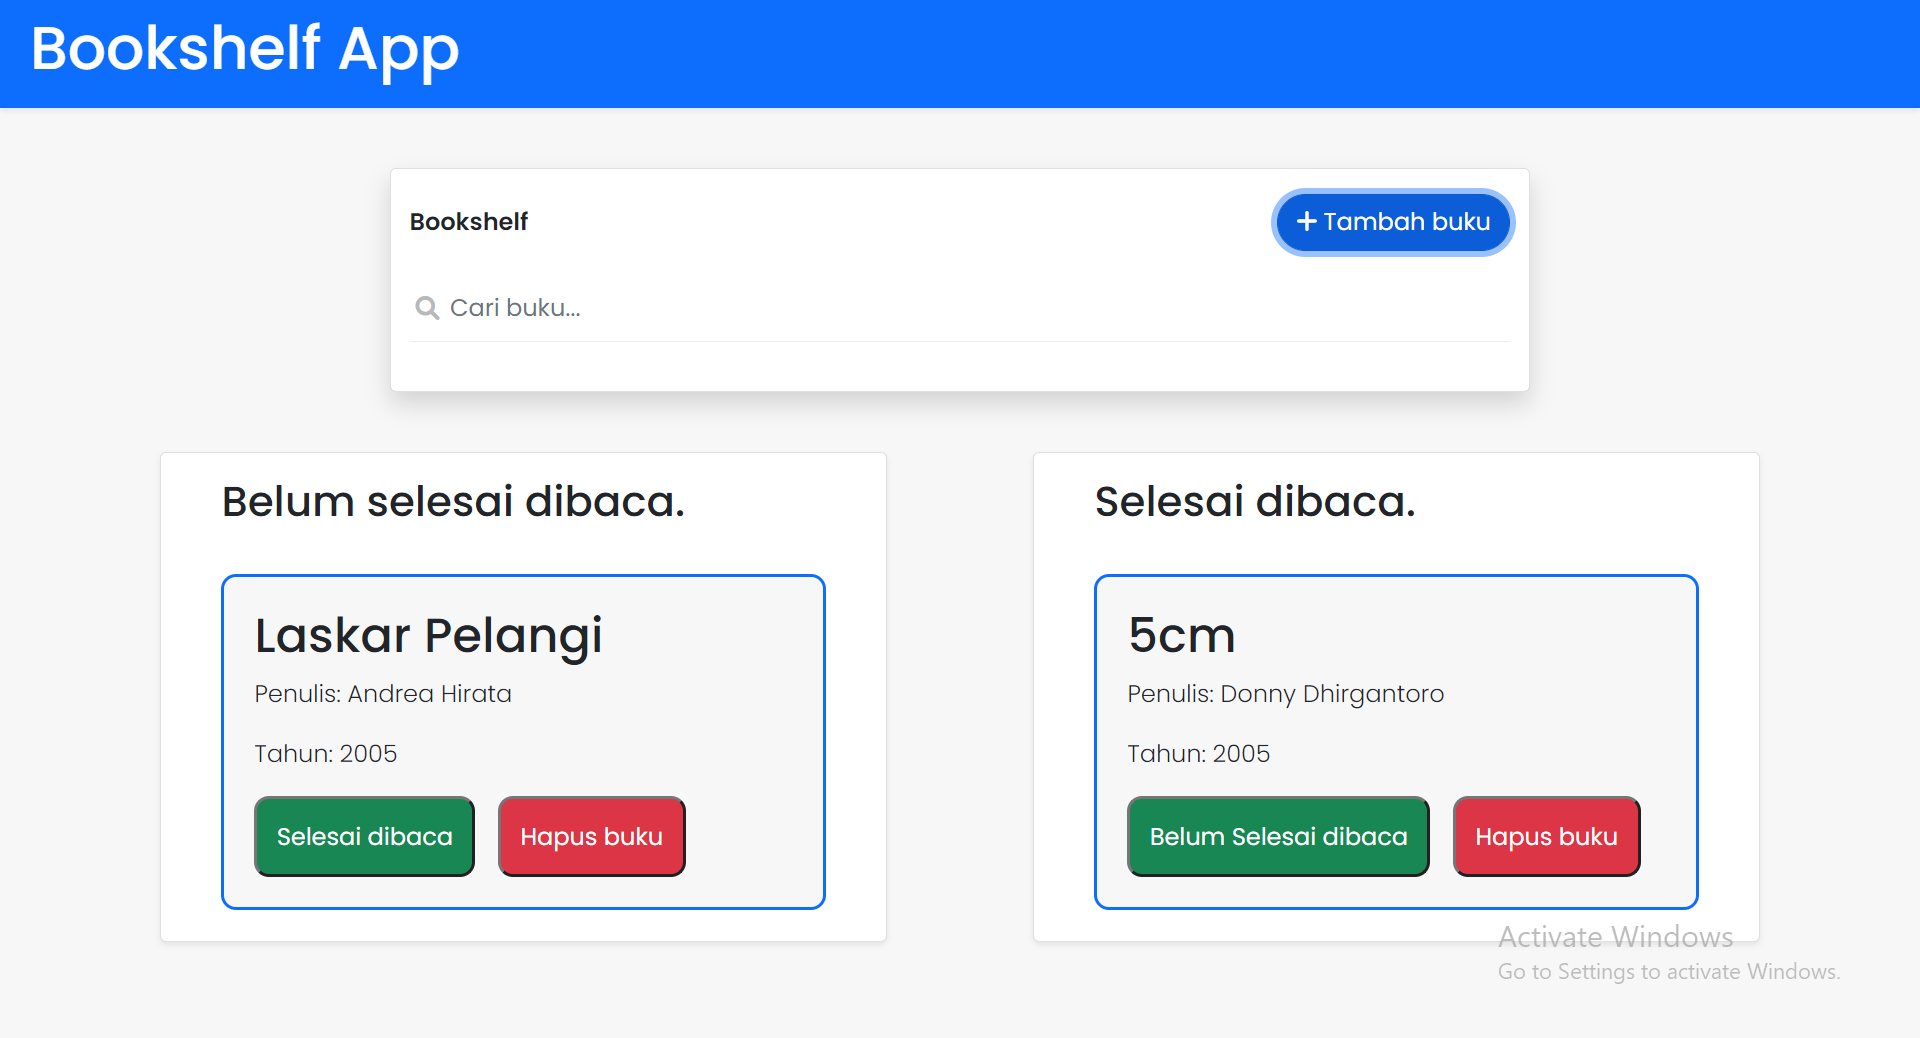 Bookshelf App
Bookshelf
Tambah buku
Cari buku...
Belum selesai dibaca.
Laskar Pelangi
Penulis: Andrea Hirata
Tahun: 2005
Selesai dibaca
Hapus buku
Selesai dibaca.
5cm
Penulis: Donny Dhirgantoro
Tahun: 2005
Belum Selesai dibaca
Hapus buku
Activate Windows
Go to Settings to activate Windows.